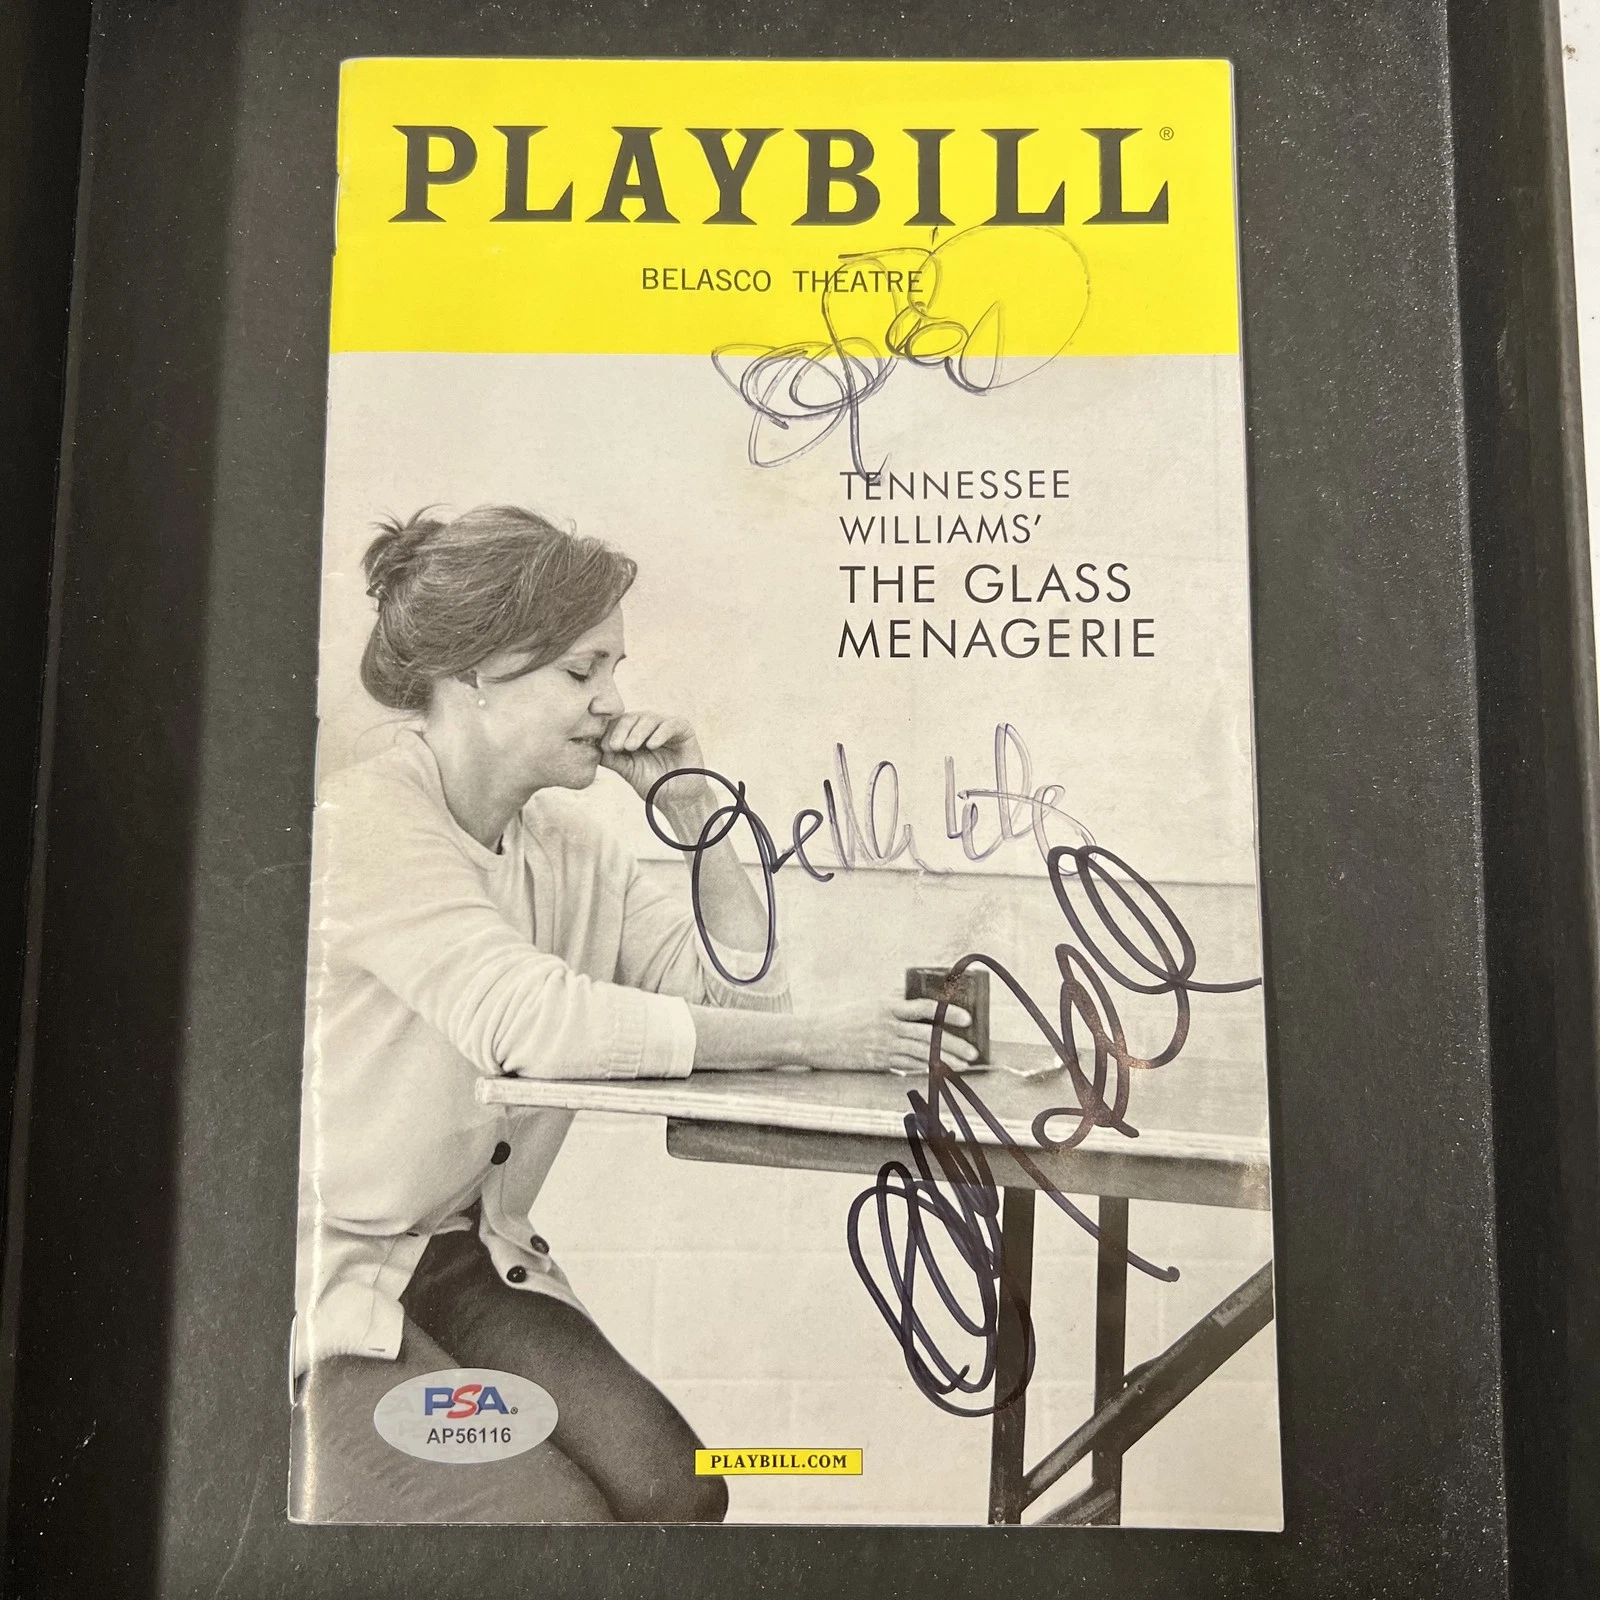 PLAYBILL®
BELASCO THEATRE
TENNESSEE
WILLIAMS’
THE GLASS
MENAGERIE
PSA
AP56116
PLAYBILL.COM